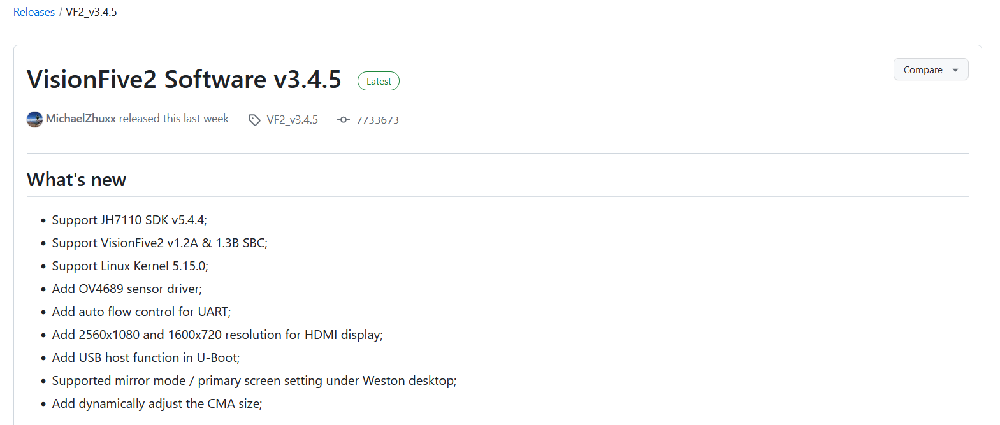 Releases / VF2_v3.4.5
VisionFive2 Software v3.4.5 Latest
Compare
MichaelZhuxx released this last week VF2_v3.4.5 7733673
What's new
Support JH7110 SDK v5.4.4;
Support VisionFive2 v1.2A & 1.3B SBC;
Support Linux Kernel 5.15.0;
Add OV4689 sensor driver;
Add auto flow control for UART;
Add 2560x1080 and 1600x720 resolution for HDMI display;
Add USB host function in U-Boot;
Supported mirror mode / primary screen setting under Weston desktop;
Add dynamically adjust the CMA size;